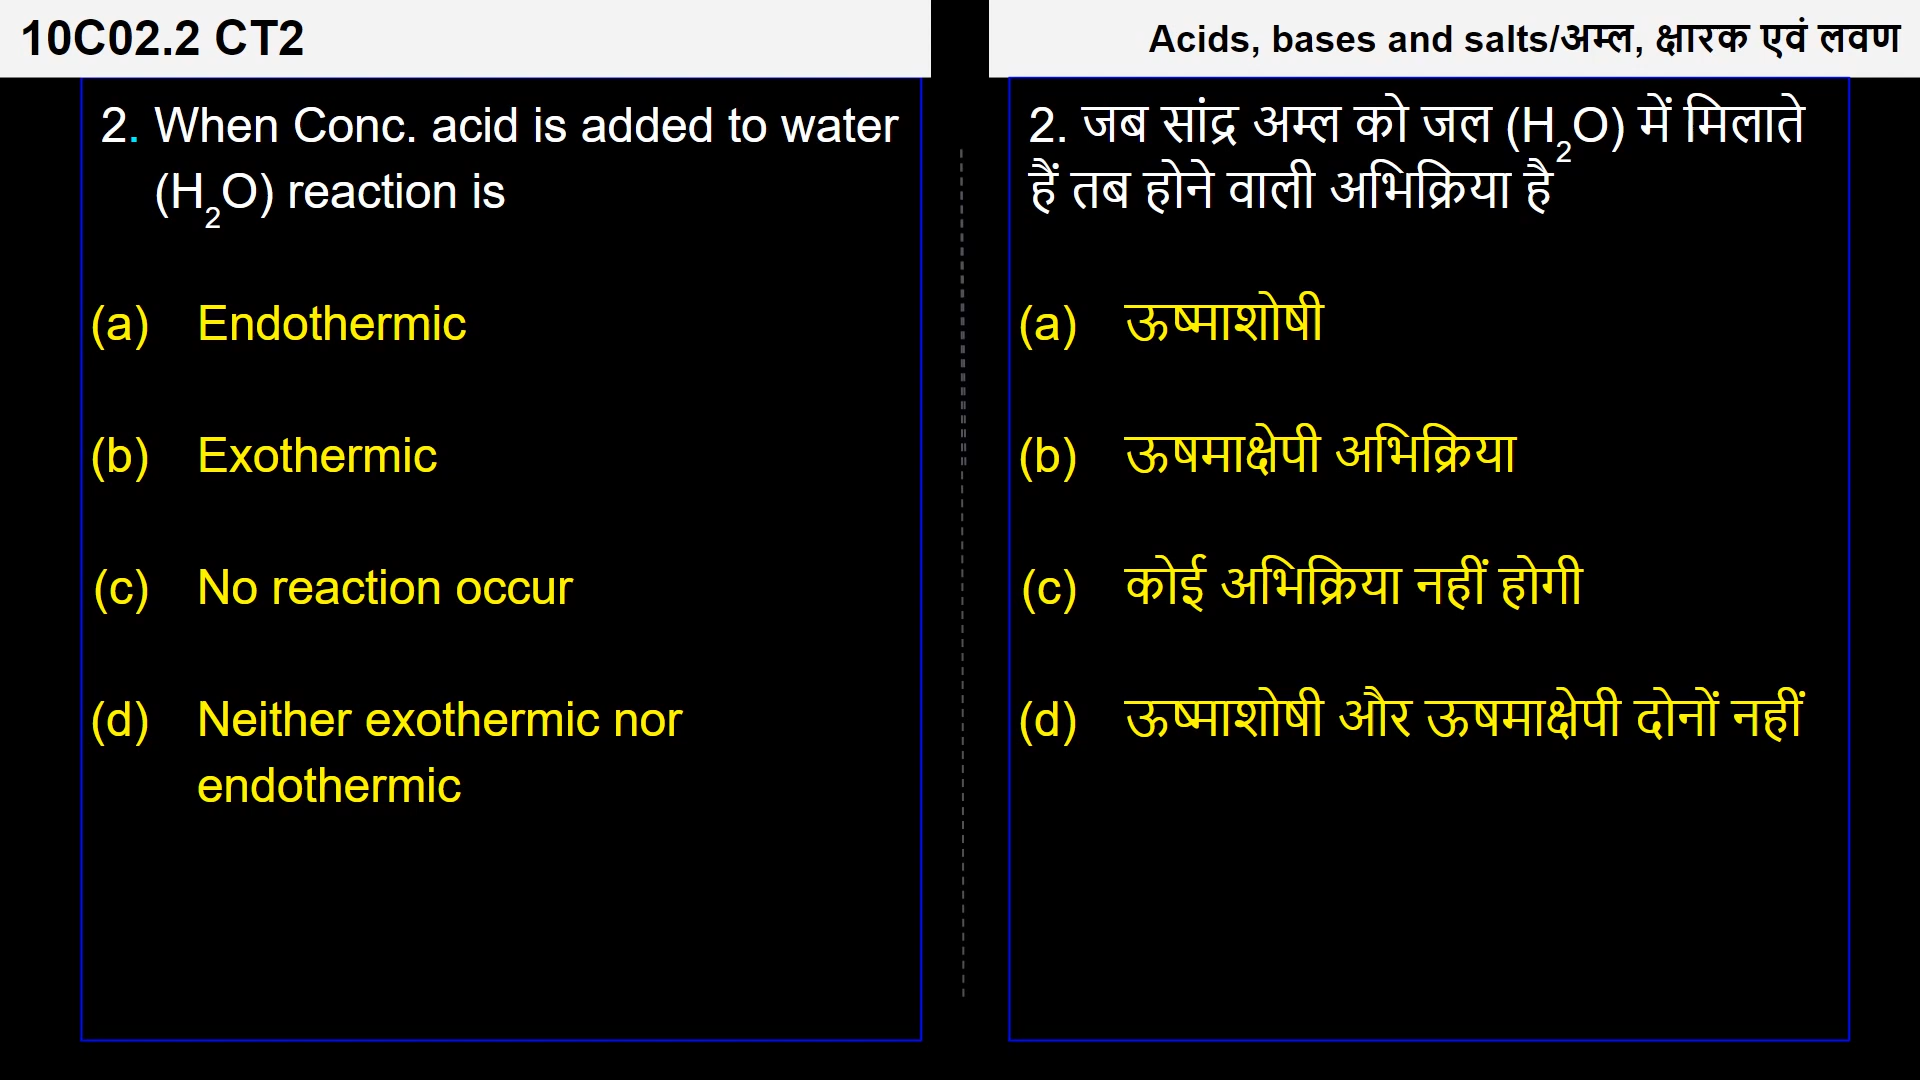 10C02.2 CT2
Acids, bases and salts/अम्ल, क्षारक एवं लवण
2. When Conc. acid is added to water
(H₂O) reaction is
(a) Endothermic
(b) Exothermic
(c) No reaction occur
(d) Neither exothermic nor
endothermic
2. जब सांद्र अम्ल को जल (H₂O) में मिलाते
हैं तब होने वाली अभिक्रिया है
(a) ऊष्माशोषी
(b) ऊषमाक्षेपी अभिक्रिया
(c) कोई अभिक्रिया नहीं होगी
(d) ऊष्माशोषी और ऊषमाक्षेपी दोनों नहीं